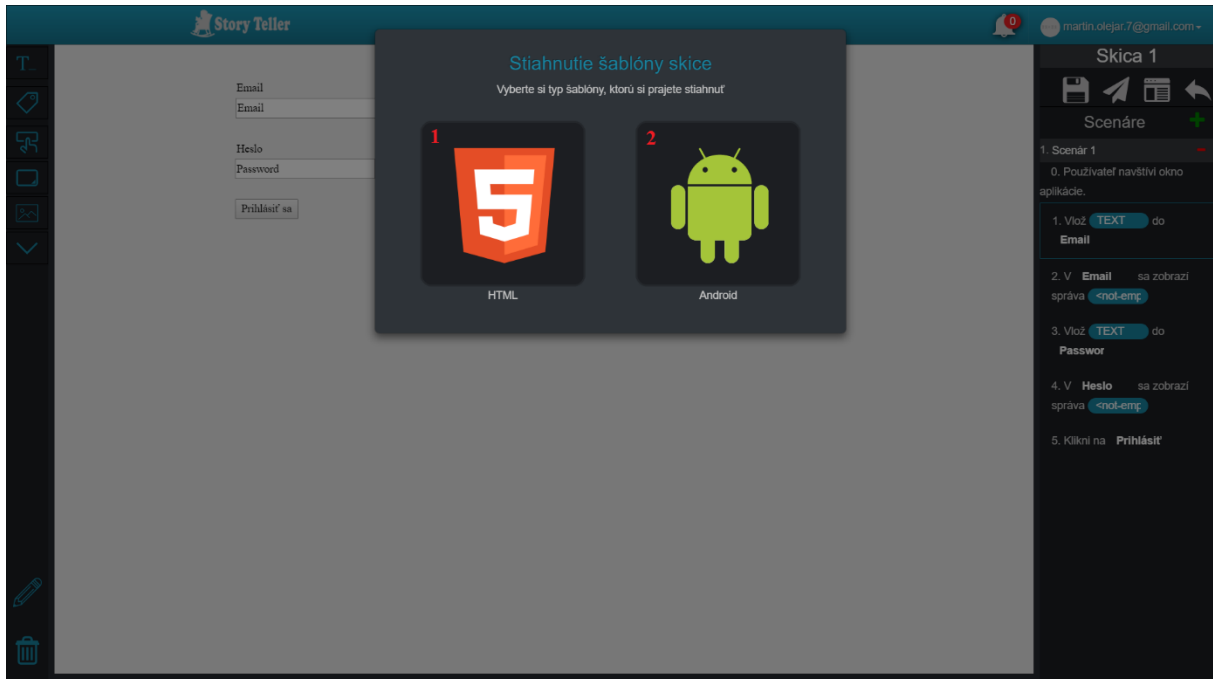 Story Teller
0
martin.olejar.7@gmail.com
T
Email
Email
Heslo
Password
Prihlásiť sa
Stiahnutie šablóny skice
Vyberte si typ šablóny, ktorú si prajete stiahnuť
1
2
5
HTML
Android
Skica 1
Scenáre
1. Scenár 1
0. Používateľ navštívi okno
aplikácie.
1. Vlož TEXT do
Email
2. V Email sa zobrazí
správa <not-emp
3. Vlož TEXT do
Passwor
4. V Heslo sa zobrazí
správa <not-emp
5. Klikni na Prihlásiť